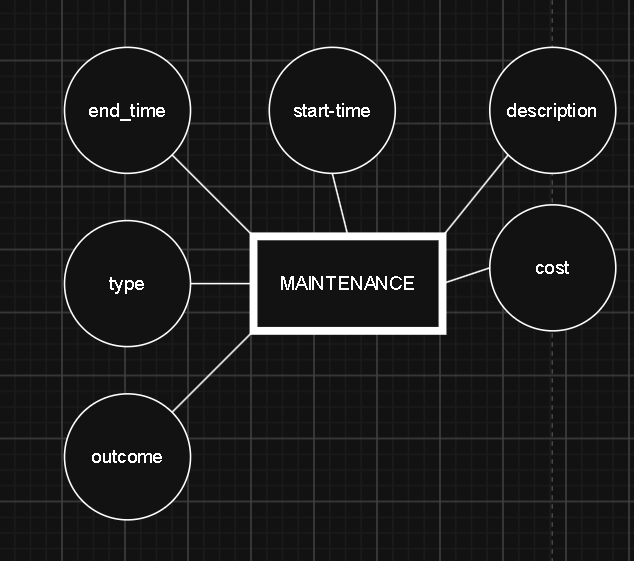 end_time
start-time
description
type
MAINTENANCE
cost
outcome